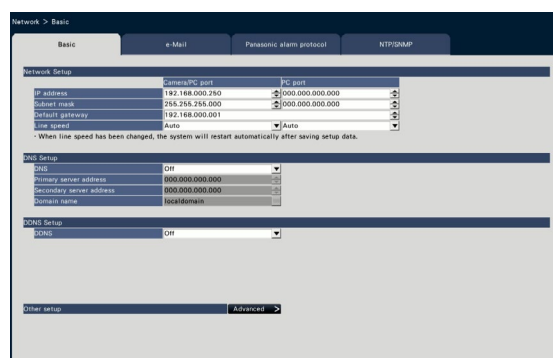 Network > Basic
Basic e-Mail Panasonic alarm protocol NTP/SNMP
Network Setup
Camera/PC port PC port
IP address 192.168.000.250 000.000.000.000
Subnet mask 255.255.255.000 000.000.000.000
Default gateway 192.168.000.001
Line speed Auto Auto
- When line speed has been changed, the system will restart automatically after saving setup data.
DNS Setup
DNS Off
Primary server address 000.000.000.000
Secondary server address 000.000.000.000
Domain name localdomain
DDNS Setup
DDNS Off
Other setup Advanced >